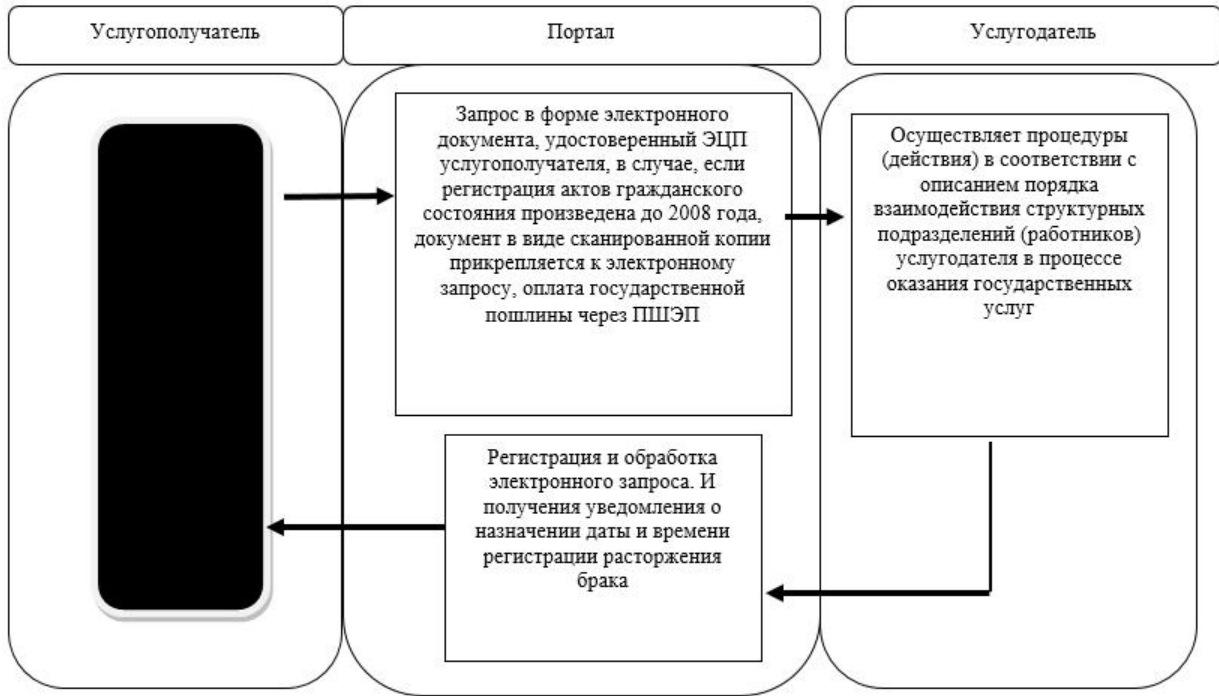 Услугополучатель
Портал
Услугодатель
Запрос в форме электронного
документа, удостоверенный ЭЦП
услугополучателя, в случае, если
регистрация актов гражданского
состояния произведена до 2008 года,
документ в виде сканированной копии
прикрепляется к электронному
запросу, оплата государственной
пошлины через ПШЭП
Осуществляет процедуры
(действия) в соответствии с
описанием порядка
взаимодействия структурных
подразделений (работников)
услугодателя в процессе
оказания государственных
услуг
Регистрация и обработка
электронного запроса. И
получения уведомления о
назначении даты и времени
регистрации расторжения
брака